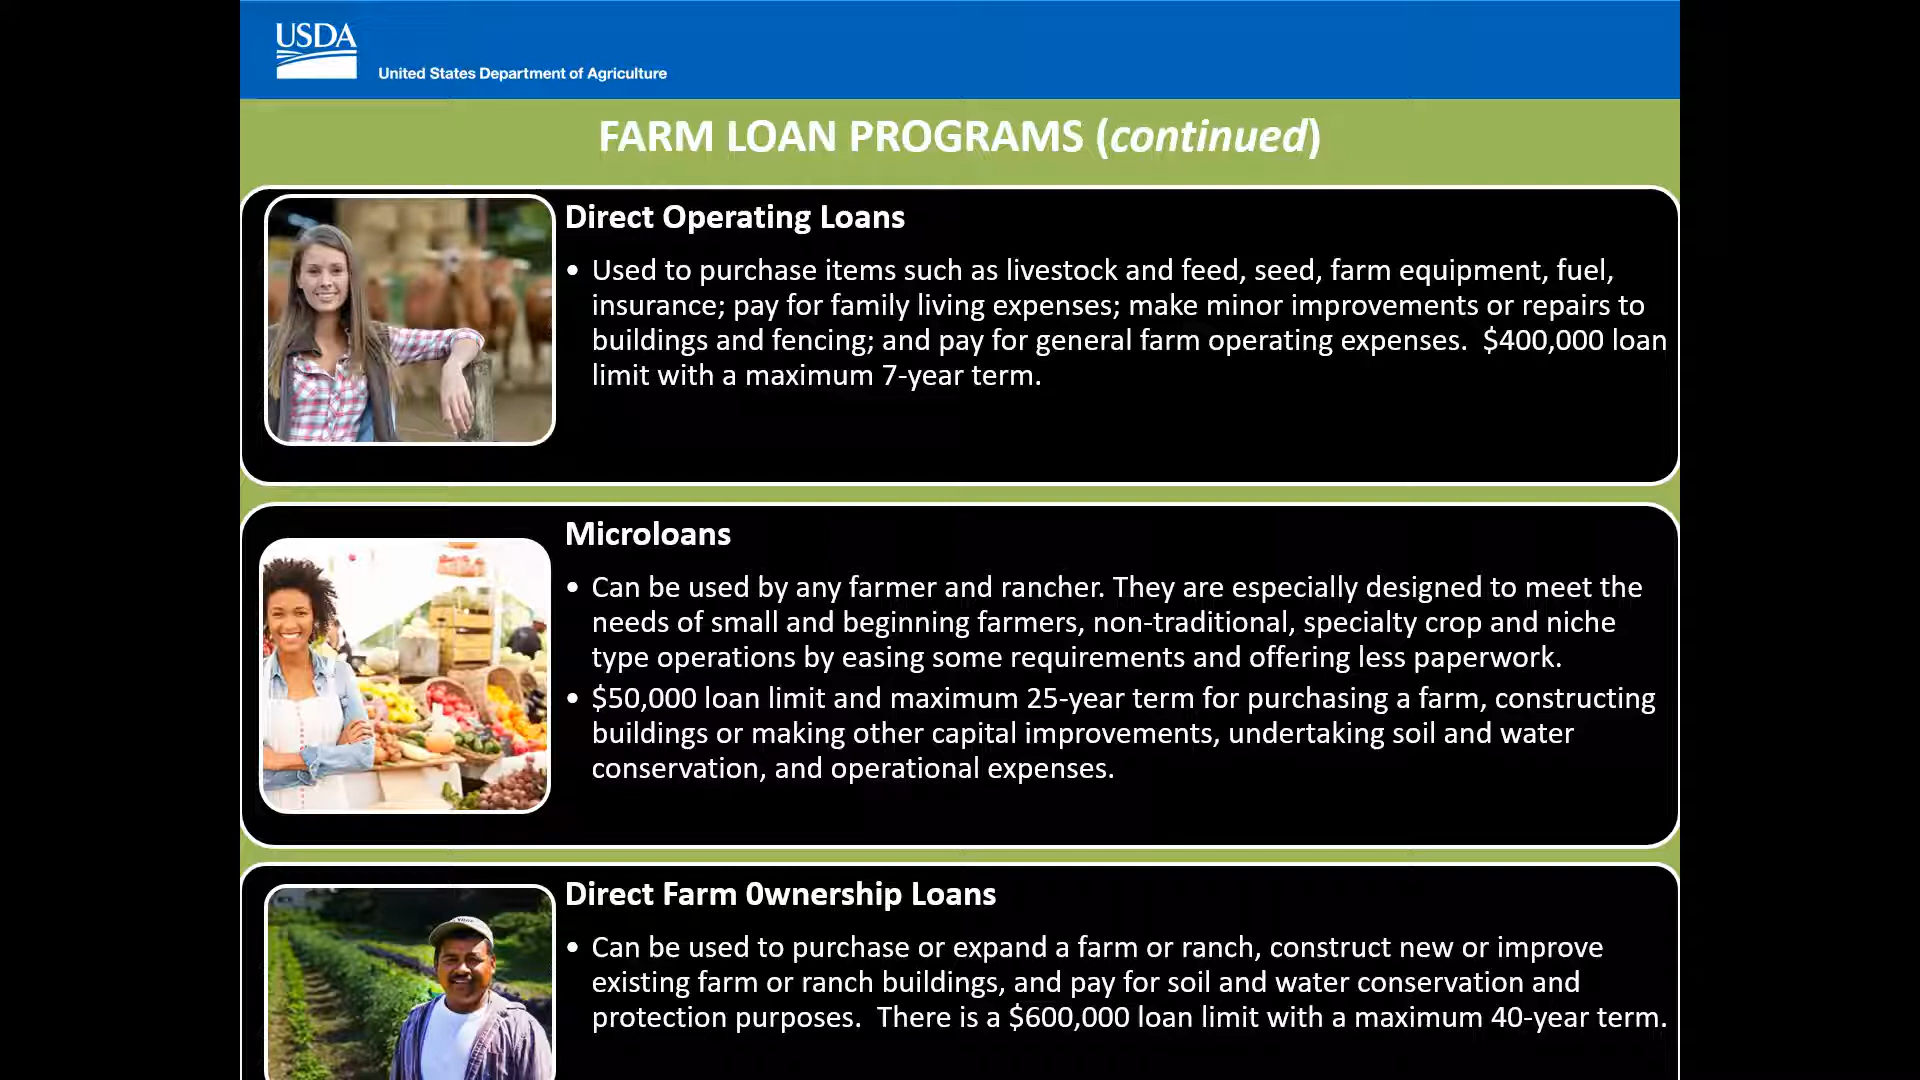 USDA
United States Department of Agriculture
FARM LOAN PROGRAMS (continued)
Direct Operating Loans
• Used to purchase items such as livestock and feed, seed, farm equipment, fuel,
insurance; pay for family living expenses; make minor improvements or repairs to
buildings and fencing; and pay for general farm operating expenses.  $400,000 loan
limit with a maximum 7-year term.
Microloans
• Can be used by any farmer and rancher. They are especially designed to meet the
needs of small and beginning farmers, non-traditional, specialty crop and niche
type operations by easing some requirements and offering less paperwork.
• $50,000 loan limit and maximum 25-year term for purchasing a farm, constructing
buildings or making other capital improvements, undertaking soil and water
conservation, and operational expenses.
Direct Farm 0wnership Loans
• Can be used to purchase or expand a farm or ranch, construct new or improve
existing farm or ranch buildings, and pay for soil and water conservation and
protection purposes.  There is a $600,000 loan limit with a maximum 40-year term.